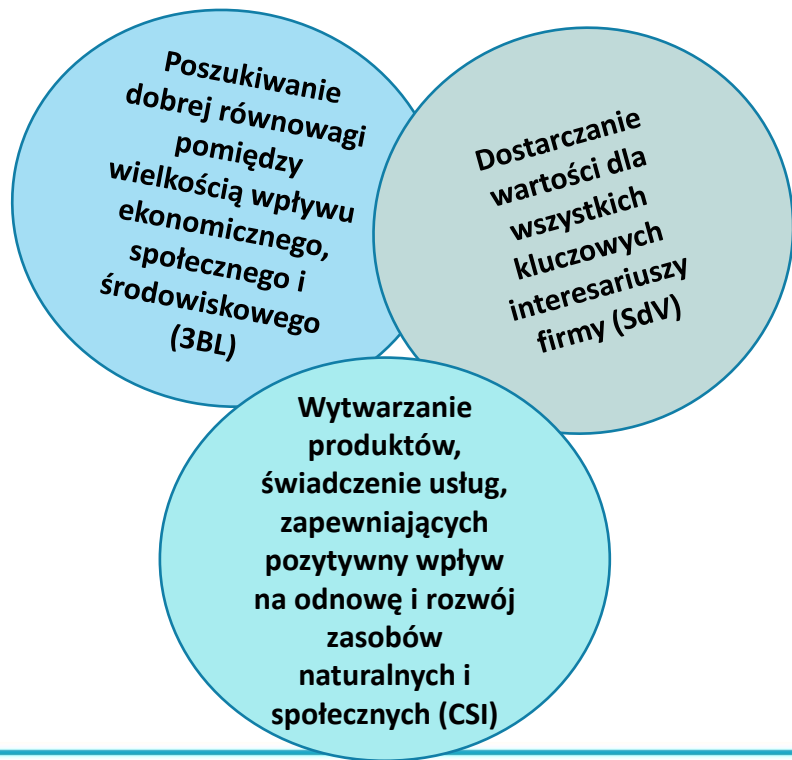 Poszukiwanie
dobrej równowagi
pomiędzy
wielkością wpływu
ekonomicznego,
społecznego i
środowiskowego
(3BL)
Dostarczanie
wartości dla
wszystkich
kluczowych
interesariuszy
firmy (SdV)
Wytwarzanie
produktów,
świadczenie usług,
zapewniających
pozytywny wpływ
na odnowę i rozwój
zasobów
naturalnych i
społecznych (CSI)